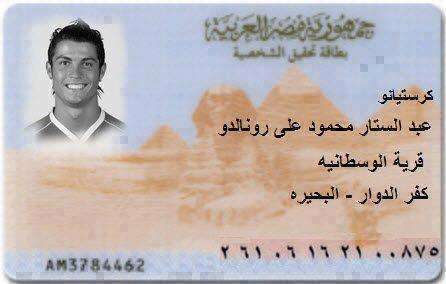 جمهورية مصر العربية
بطاقة تحقيق الشخصية
كرستيانو
عبد الستار محمود على رونالدو
قرية الوسطانيه
كفر الدوار - البحيره
٢٦١٠٦١٦٢١٠٠٨٧٥
AM3784462